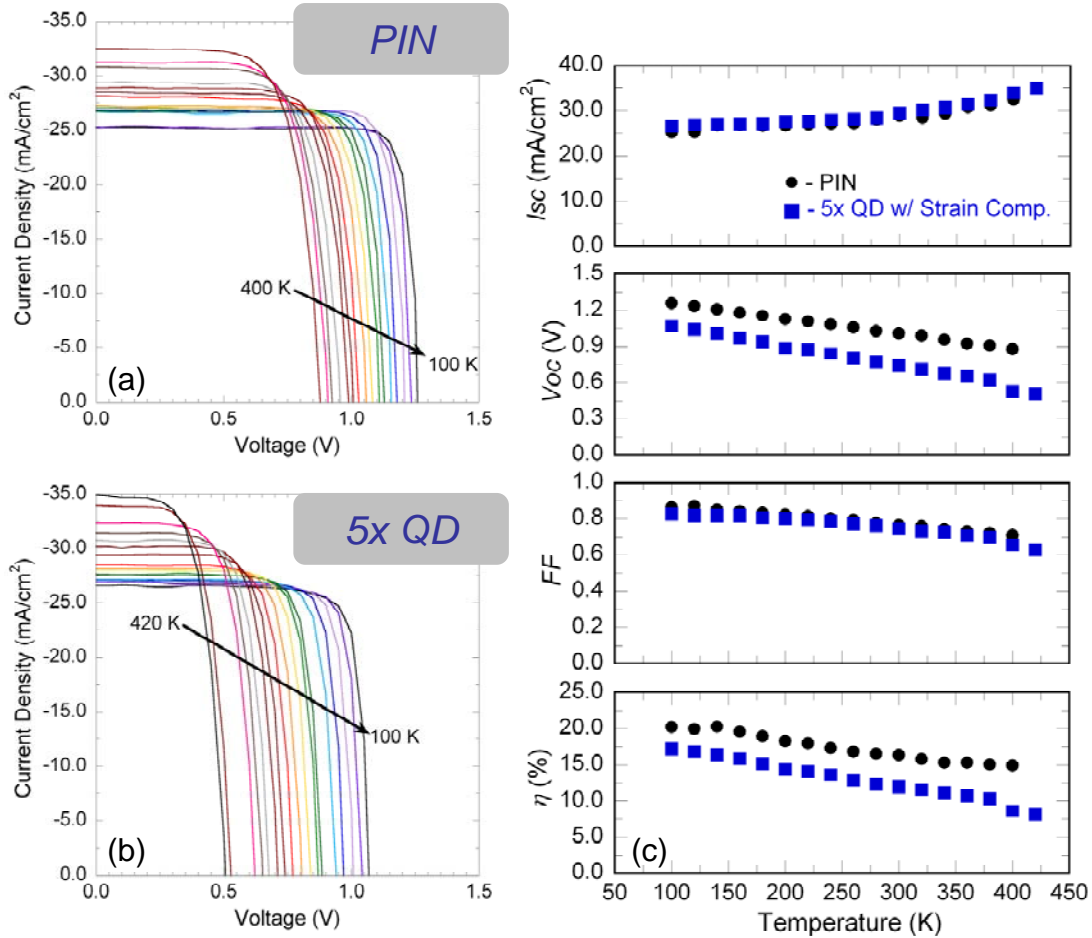 PIN
-35.0
-30.0
-25.0
-20.0
-15.0
-10.0
-5.0
0.0
Current Density (mA/cm²)
400 K
100 K
(a)
0.0
0.5
1.0
1.5
Voltage (V)
5x QD
-35.0
-30.0
-25.0
-20.0
-15.0
-10.0
-5.0
0.0
Current Density (mA/cm²)
420 K
100 K
(b)
0.0
0.5
1.0
1.5
Voltage (V)
40.0
30.0
20.0
10.0
0.0
Isc (mA/cm²)
- PIN
- 5x QD w/ Strain Comp.
1.5
1.2
0.9
0.6
0.3
0.0
Voc (V)
1.0
0.8
0.6
0.4
0.2
0.0
FF
25.0
20.0
15.0
10.0
5.0
0.0
η (%)
(c)
50
100
150
200
250
300
350
400
450
Temperature (K)